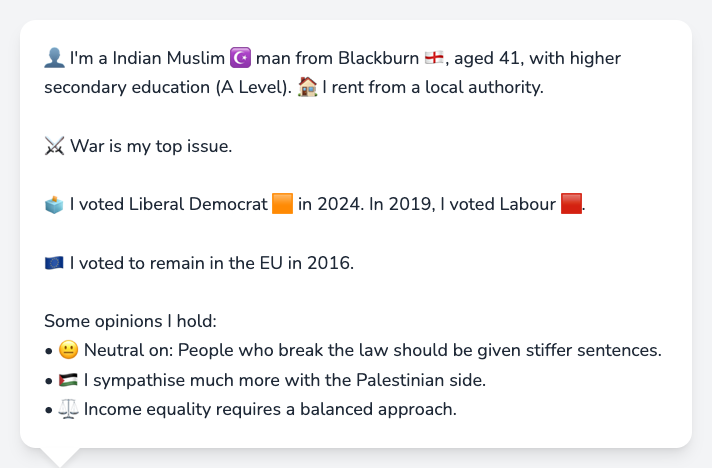 👤 I'm a Indian Muslim ☪️ man from Blackburn 🏴󠁧󠁢󠁥󠁮󠁧󠁿, aged 41, with higher
secondary education (A Level). 🏠 I rent from a local authority.
⚔️ War is my top issue.
🗳️ I voted Liberal Democrat 🟧 in 2024. In 2019, I voted Labour 🟥.
🇪🇺 I voted to remain in the EU in 2016.
Some opinions I hold:
• 😐 Neutral on: People who break the law should be given stiffer sentences.
• 🇵🇸 I sympathise much more with the Palestinian side.
• ⚖️ Income equality requires a balanced approach.